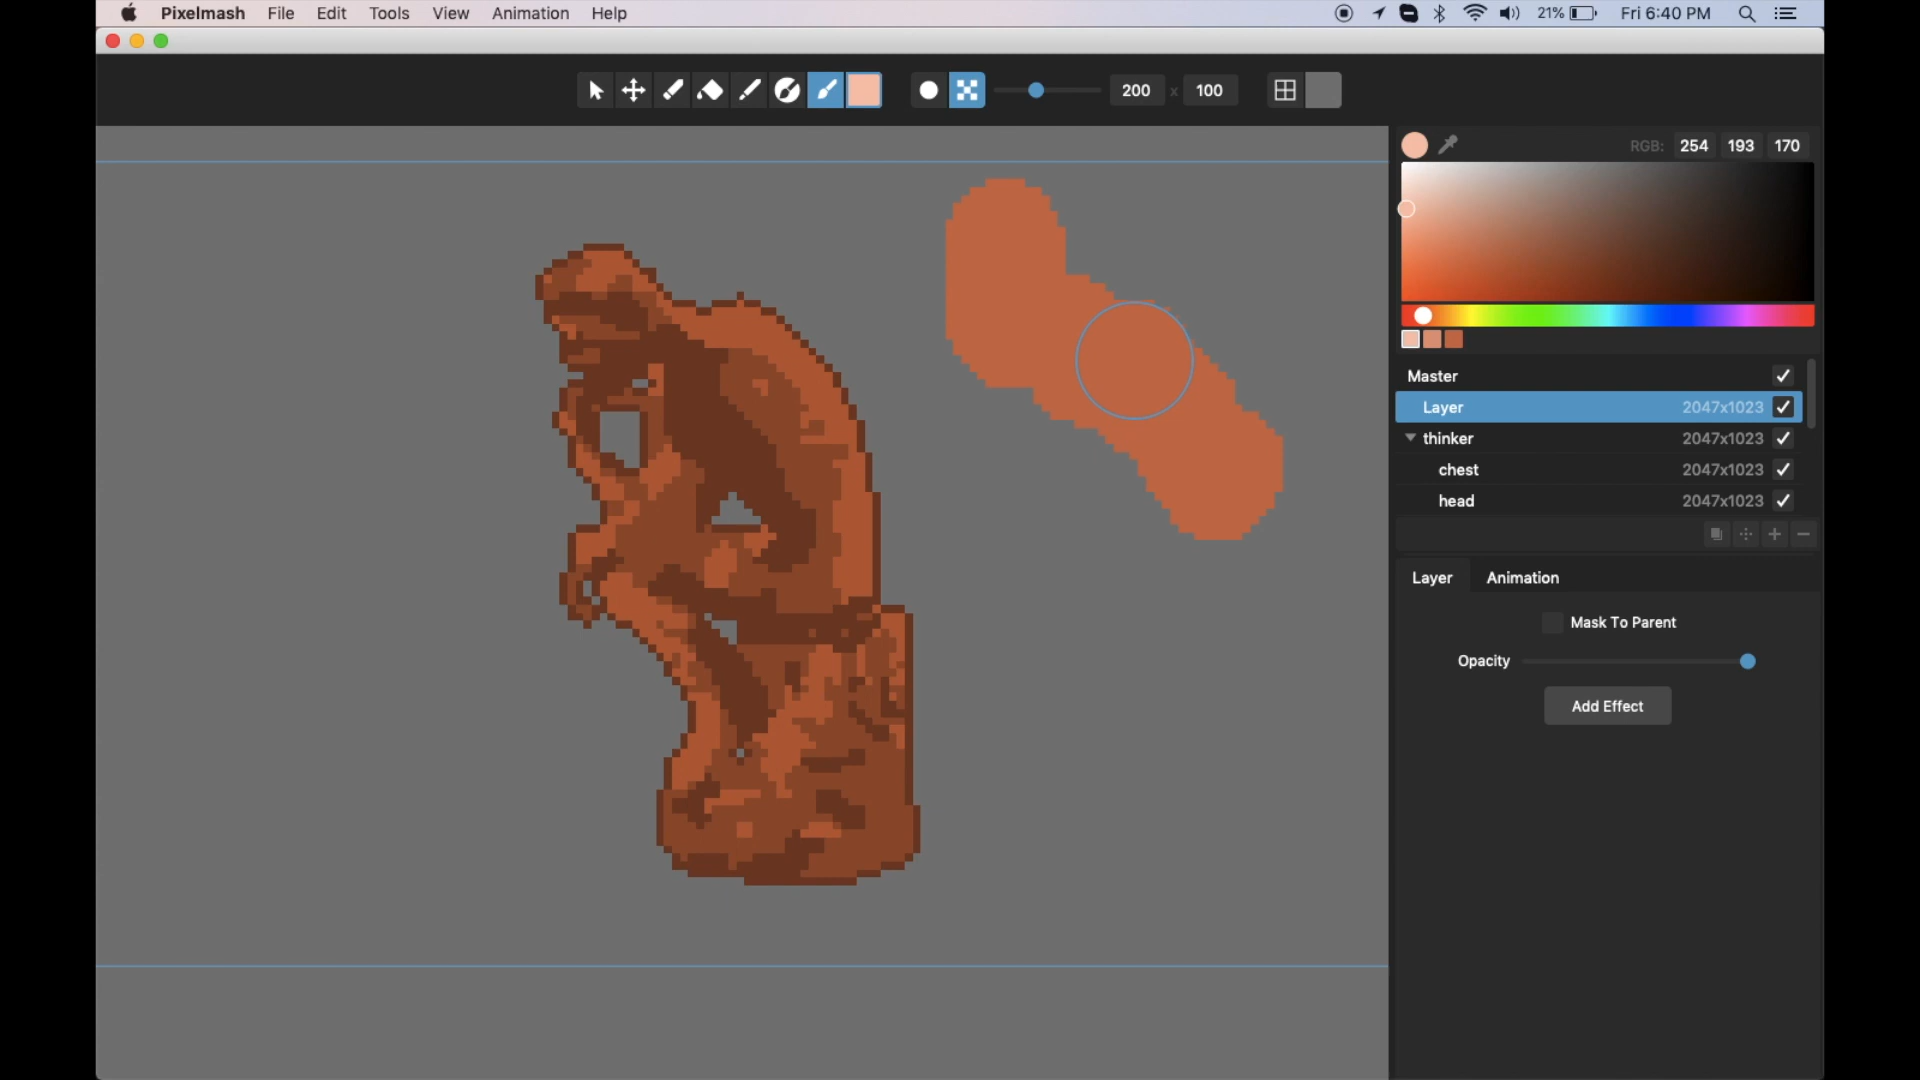 Pixelmash File Edit Tools View Animation Help 21% Fri 6:40 PM
200 x 100
RGB: 254 193 170
Master
Layer 2047x1023
thinker 2047x1023
chest 2047x1023
head 2047x1023
Layer Animation
Mask To Parent
Opacity
Add Effect